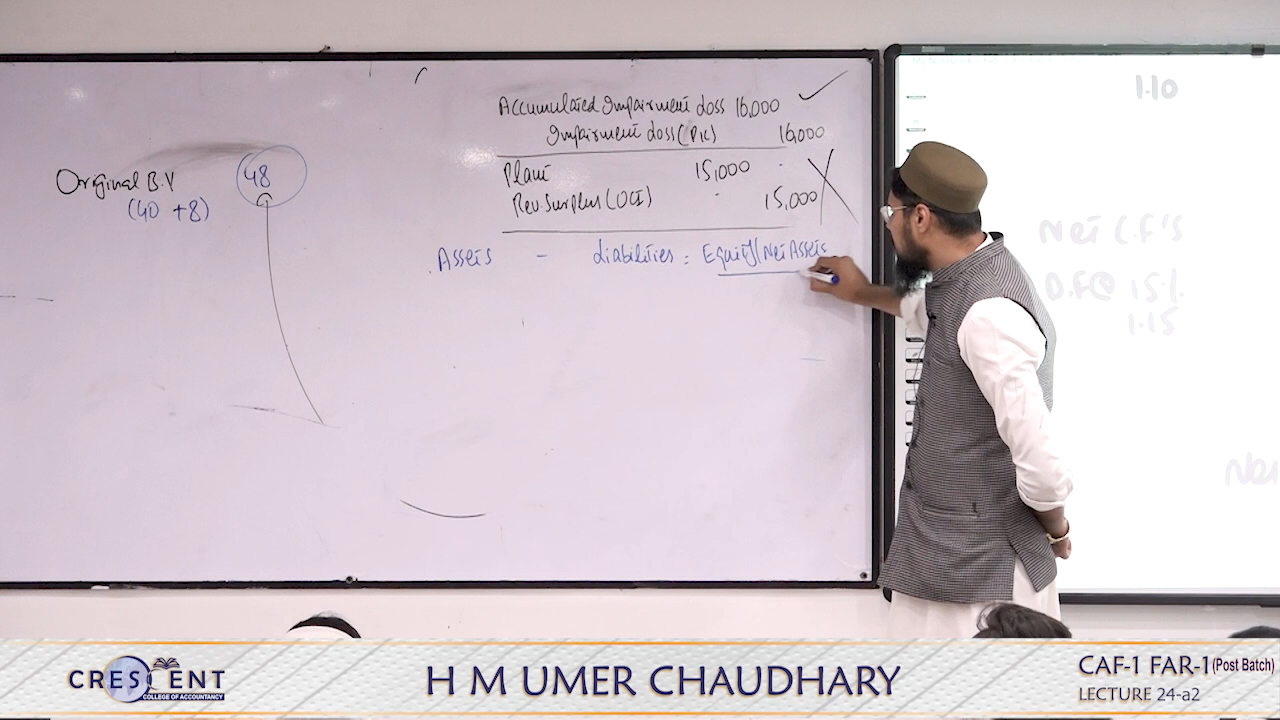 Accumulated Impairment Loss 16,000
Impairment Loss (P/L) 16,000
Plant 15,000 -
Rev Surplus (OCI) - 15,000
Original B.V 48
(40 +8)
Assets - Liabilities = Equity/Net Assets
1.10
Net C.F's
D.F@ 15%
1.15
CRESCENT
COLLEGE OF ACCOUNTANCY
H M UMER CHAUDHARY
CAF-1 FAR-1(Post Batch)
LECTURE 24-a2